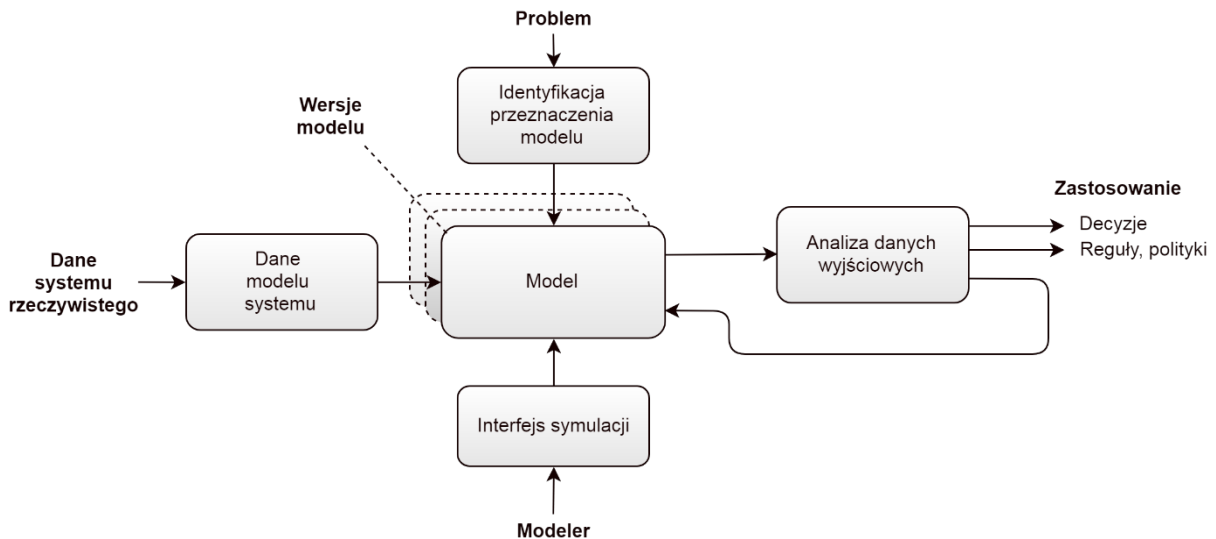 Problem
Identyfikacja
przeznaczenia
modelu
Wersje
modelu
Zastosowanie
Decyzje
Reguły, polityki
Analiza danych
wyjściowych
Dane
systemu
rzeczywistego
Dane
modelu
systemu
Model
Interfejs symulacji
Modeler